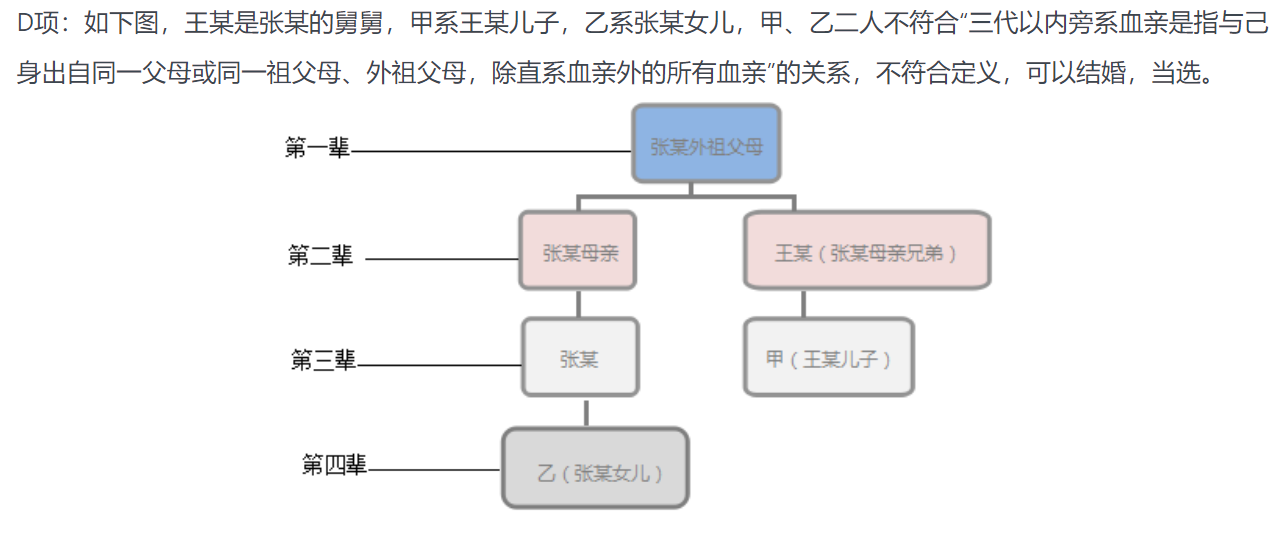 D项：如下图，王某是张某的舅舅，甲系王某儿子，乙系张某女儿，甲、乙二人不符合“三代以内旁系血亲是指与己
身出自同一父母或同一祖父母、外祖父母，除直系血亲外的所有血亲”的关系，不符合定义，可以结婚，当选。
第一辈
张某外祖父母
第二辈
张某母亲
王某（张某母亲兄弟）
第三辈
张某
甲（王某儿子）
第四辈
乙（张某女儿）